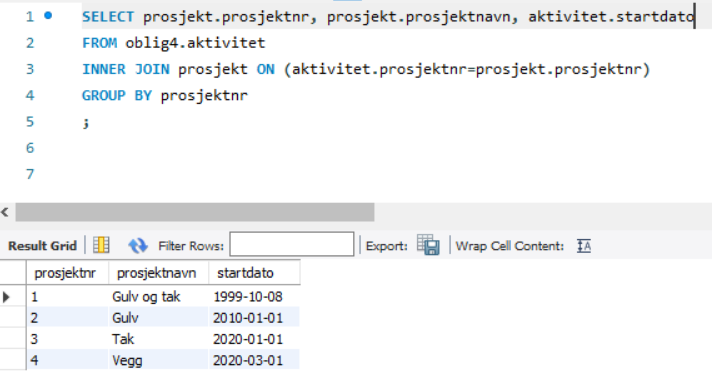 1 SELECT prosjekt.prosjektnr, prosjekt.prosjektnavn, aktivitet.startdato
2 FROM oblig4.aktivitet
3 INNER JOIN prosjekt ON (aktivitet.prosjektnr=prosjekt.prosjektnr)
4 GROUP BY prosjektnr
5 ;
6
7
Result Grid Filter Rows: Export: Wrap Cell Content: IA
prosjektnr prosjektnavn startdato
1 Gulv og tak 1999-10-08
2 Gulv 2010-01-01
3 Tak 2020-01-01
4 Vegg 2020-03-01